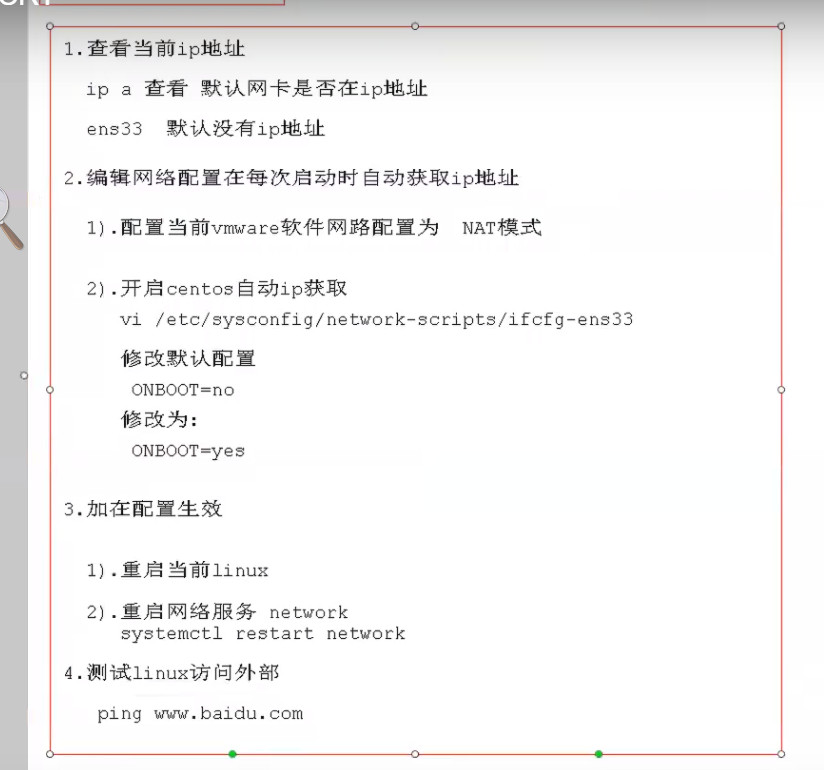 1.查看当前ip地址
ip a 查看 默认网卡是否在ip地址
ens33 默认没有ip地址
2.编辑网络配置在每次启动时自动获取ip地址
1).配置当前vmware软件网路配置为 NAT模式
2).开启centos自动ip获取
vi /etc/sysconfig/network-scripts/ifcfg-ens33
修改默认配置
ONBOOT=no
修改为:
ONBOOT=yes
3.加在配置生效
1).重启当前linux
2).重启网络服务 network
systemctl restart network
4.测试linux访问外部
ping www.baidu.com